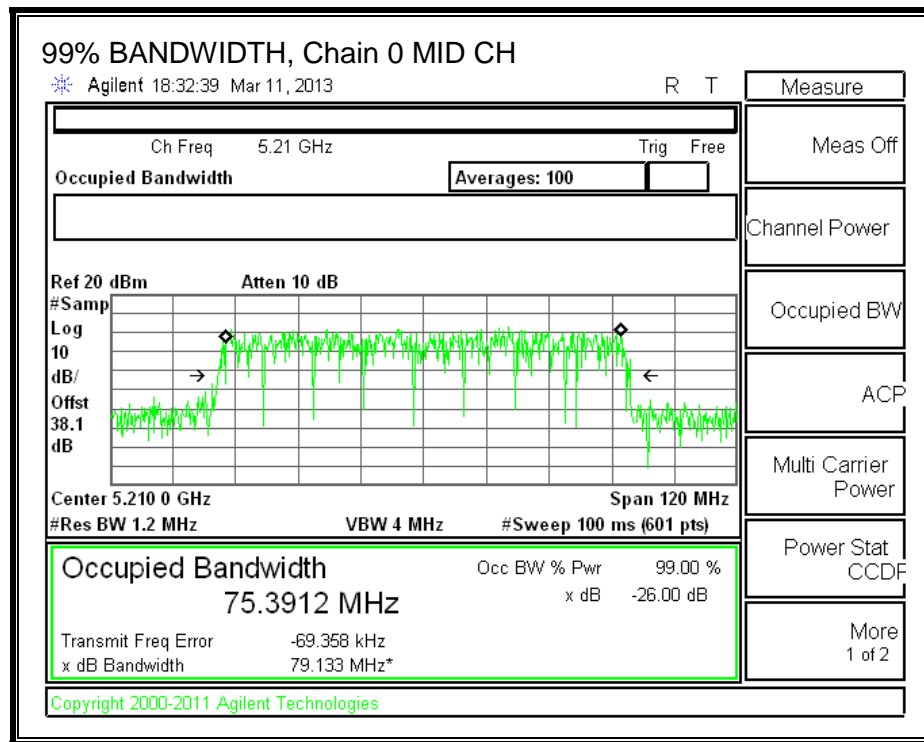 99% BANDWIDTH, Chain 0 MID CH
Agilent 18:32:39 Mar 11, 2013 R T
Measure
Ch Freq 5.21 GHz Trig Free
Meas Off
Occupied Bandwidth Averages: 100
Channel Power
Ref 20 dBm Atten 10 dB
#Samp
Log
10
dB/
Offst
38.1
dB
Occupied BW
ACP
Center 5.210 0 GHz Span 120 MHz
#Res BW 1.2 MHz VBW 4 MHz #Sweep 100 ms (601 pts)
Multi Carrier
Power
Occupied Bandwidth Occ BW % Pwr 99.00 %
75.3912 MHz x dB -26.00 dB
Transmit Freq Error -69.358 kHz
x dB Bandwidth 79.133 MHz*
Power Stat
CCDF
More
1 of 2
Copyright 2000-2011 Agilent Technologies